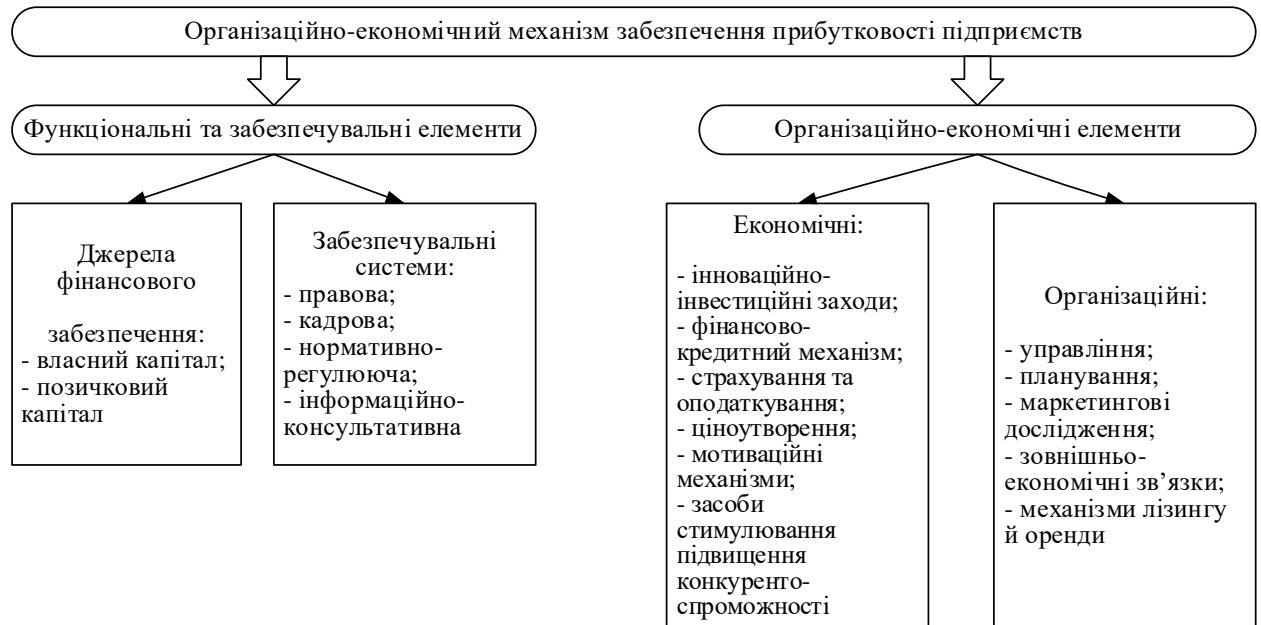 Організаційно-економічний механізм забезпечення прибутковості підприємств
Функціональні та забезпечувальні елементи
Організаційно-економічні елементи
Джерела
фінансового
забезпечення:
- власний капітал;
- позичковий
капітал
Забезпечувальні
системи:
- правова;
- кадрова;
- нормативно-
регулююча;
- інформаційно-
консультативна
Економічні:
- інноваційно-
інвестиційні заходи;
- фінансово-
кредитний механізм;
- страхування та
оподаткування;
- ціноутворення;
- мотиваційні
механізми;
- засоби
стимулювання
підвищення
конкуренто-
спроможності
Організаційні:
- управління;
- планування;
- маркетингові
дослідження;
- зовнішньо-
економічні зв’язки;
- механізми лізингу
й оренди